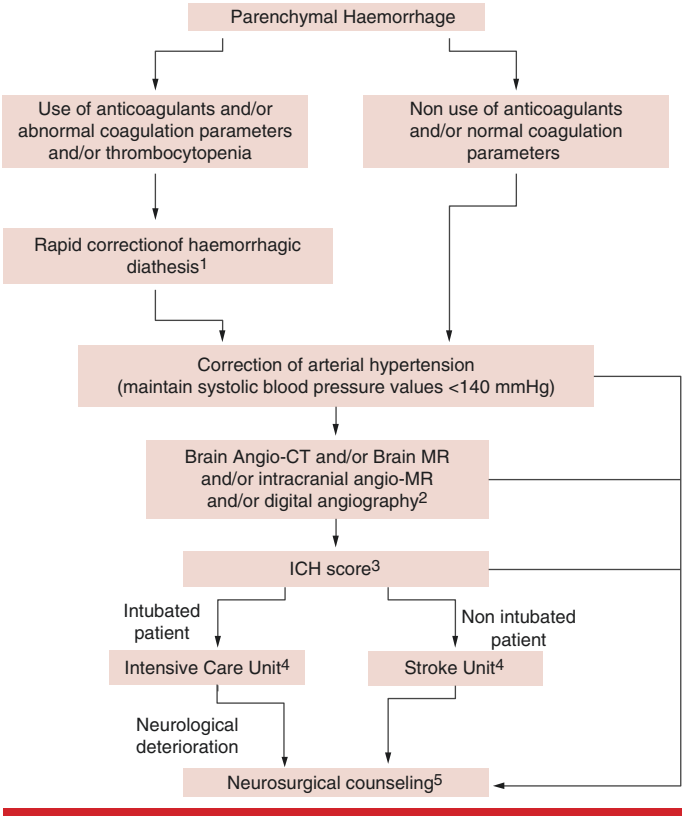 Parenchymal Haemorrhage
Use of anticoagulants and/or
abnormal coagulation parameters
and/or thrombocytopenia
Non use of anticoagulants
and/or normal coagulation
parameters
Rapid correctionof haemorrhagic
diathesis1
Correction of arterial hypertension
(maintain systolic blood pressure values <140 mmHg)
Brain Angio-CT and/or Brain MR
and/or intracranial angio-MR
and/or digital angiography2
ICH score3
Intubated
patient
Non intubated
patient
Intensive Care Unit4
Stroke Unit4
Neurological
deterioration
Neurosurgical counseling5